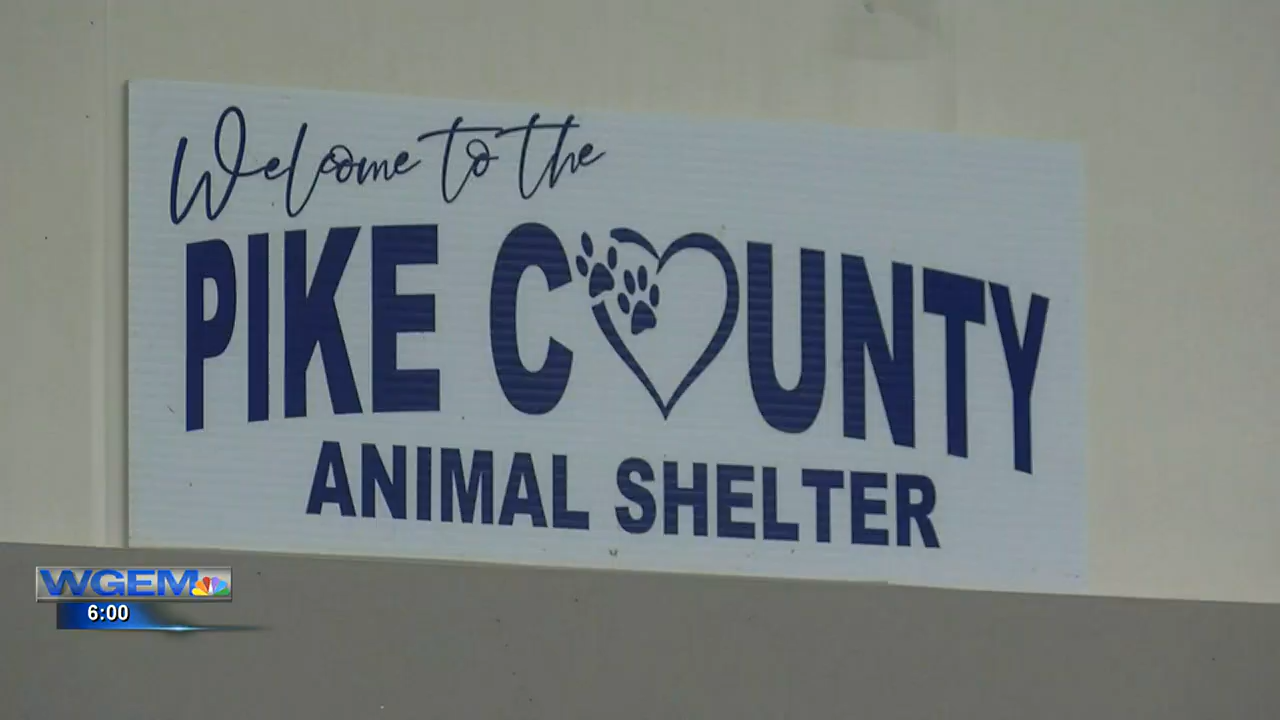 Welcome to the
PIKE COUNTY
ANIMAL SHELTER
WGEM
6:00